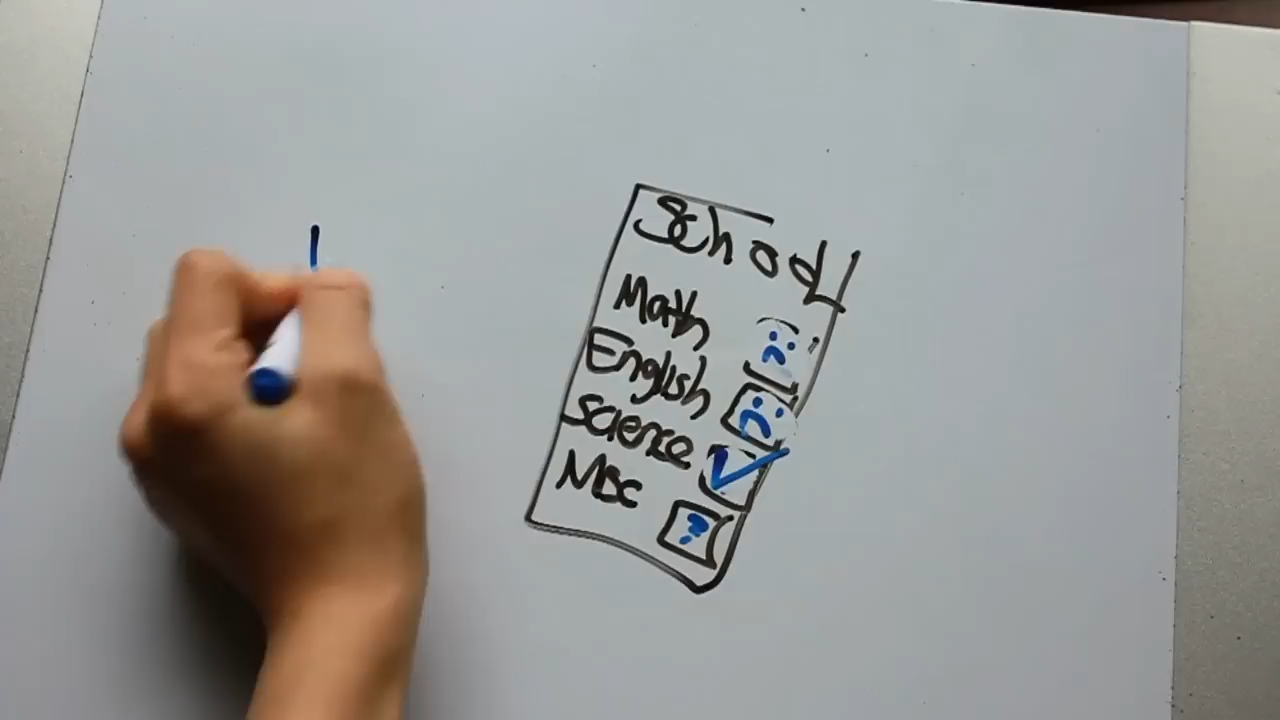 School
Math :(
English :(
Science ✓
Misc ?